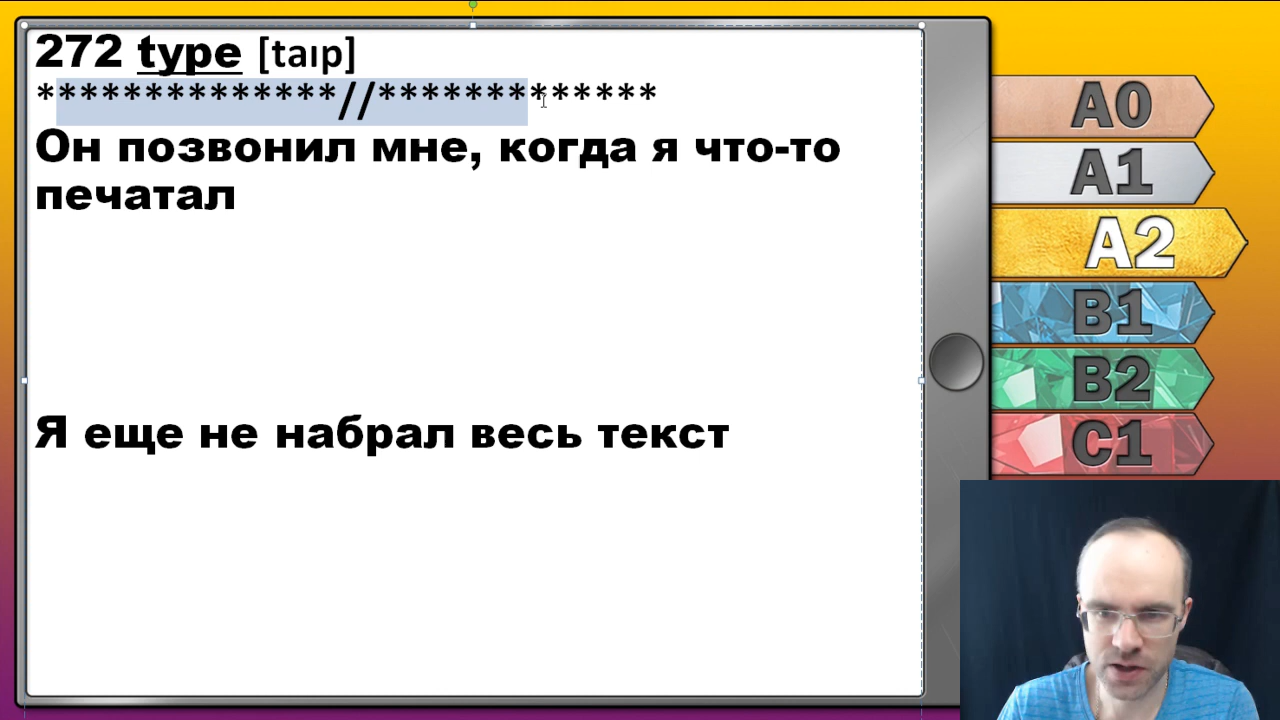 272 type [taɪp]
**************//*************
Он позвонил мне, когда я что-то
печатал
Я еще не набрал весь текст
A0
A1
A2
B1
B2
C1